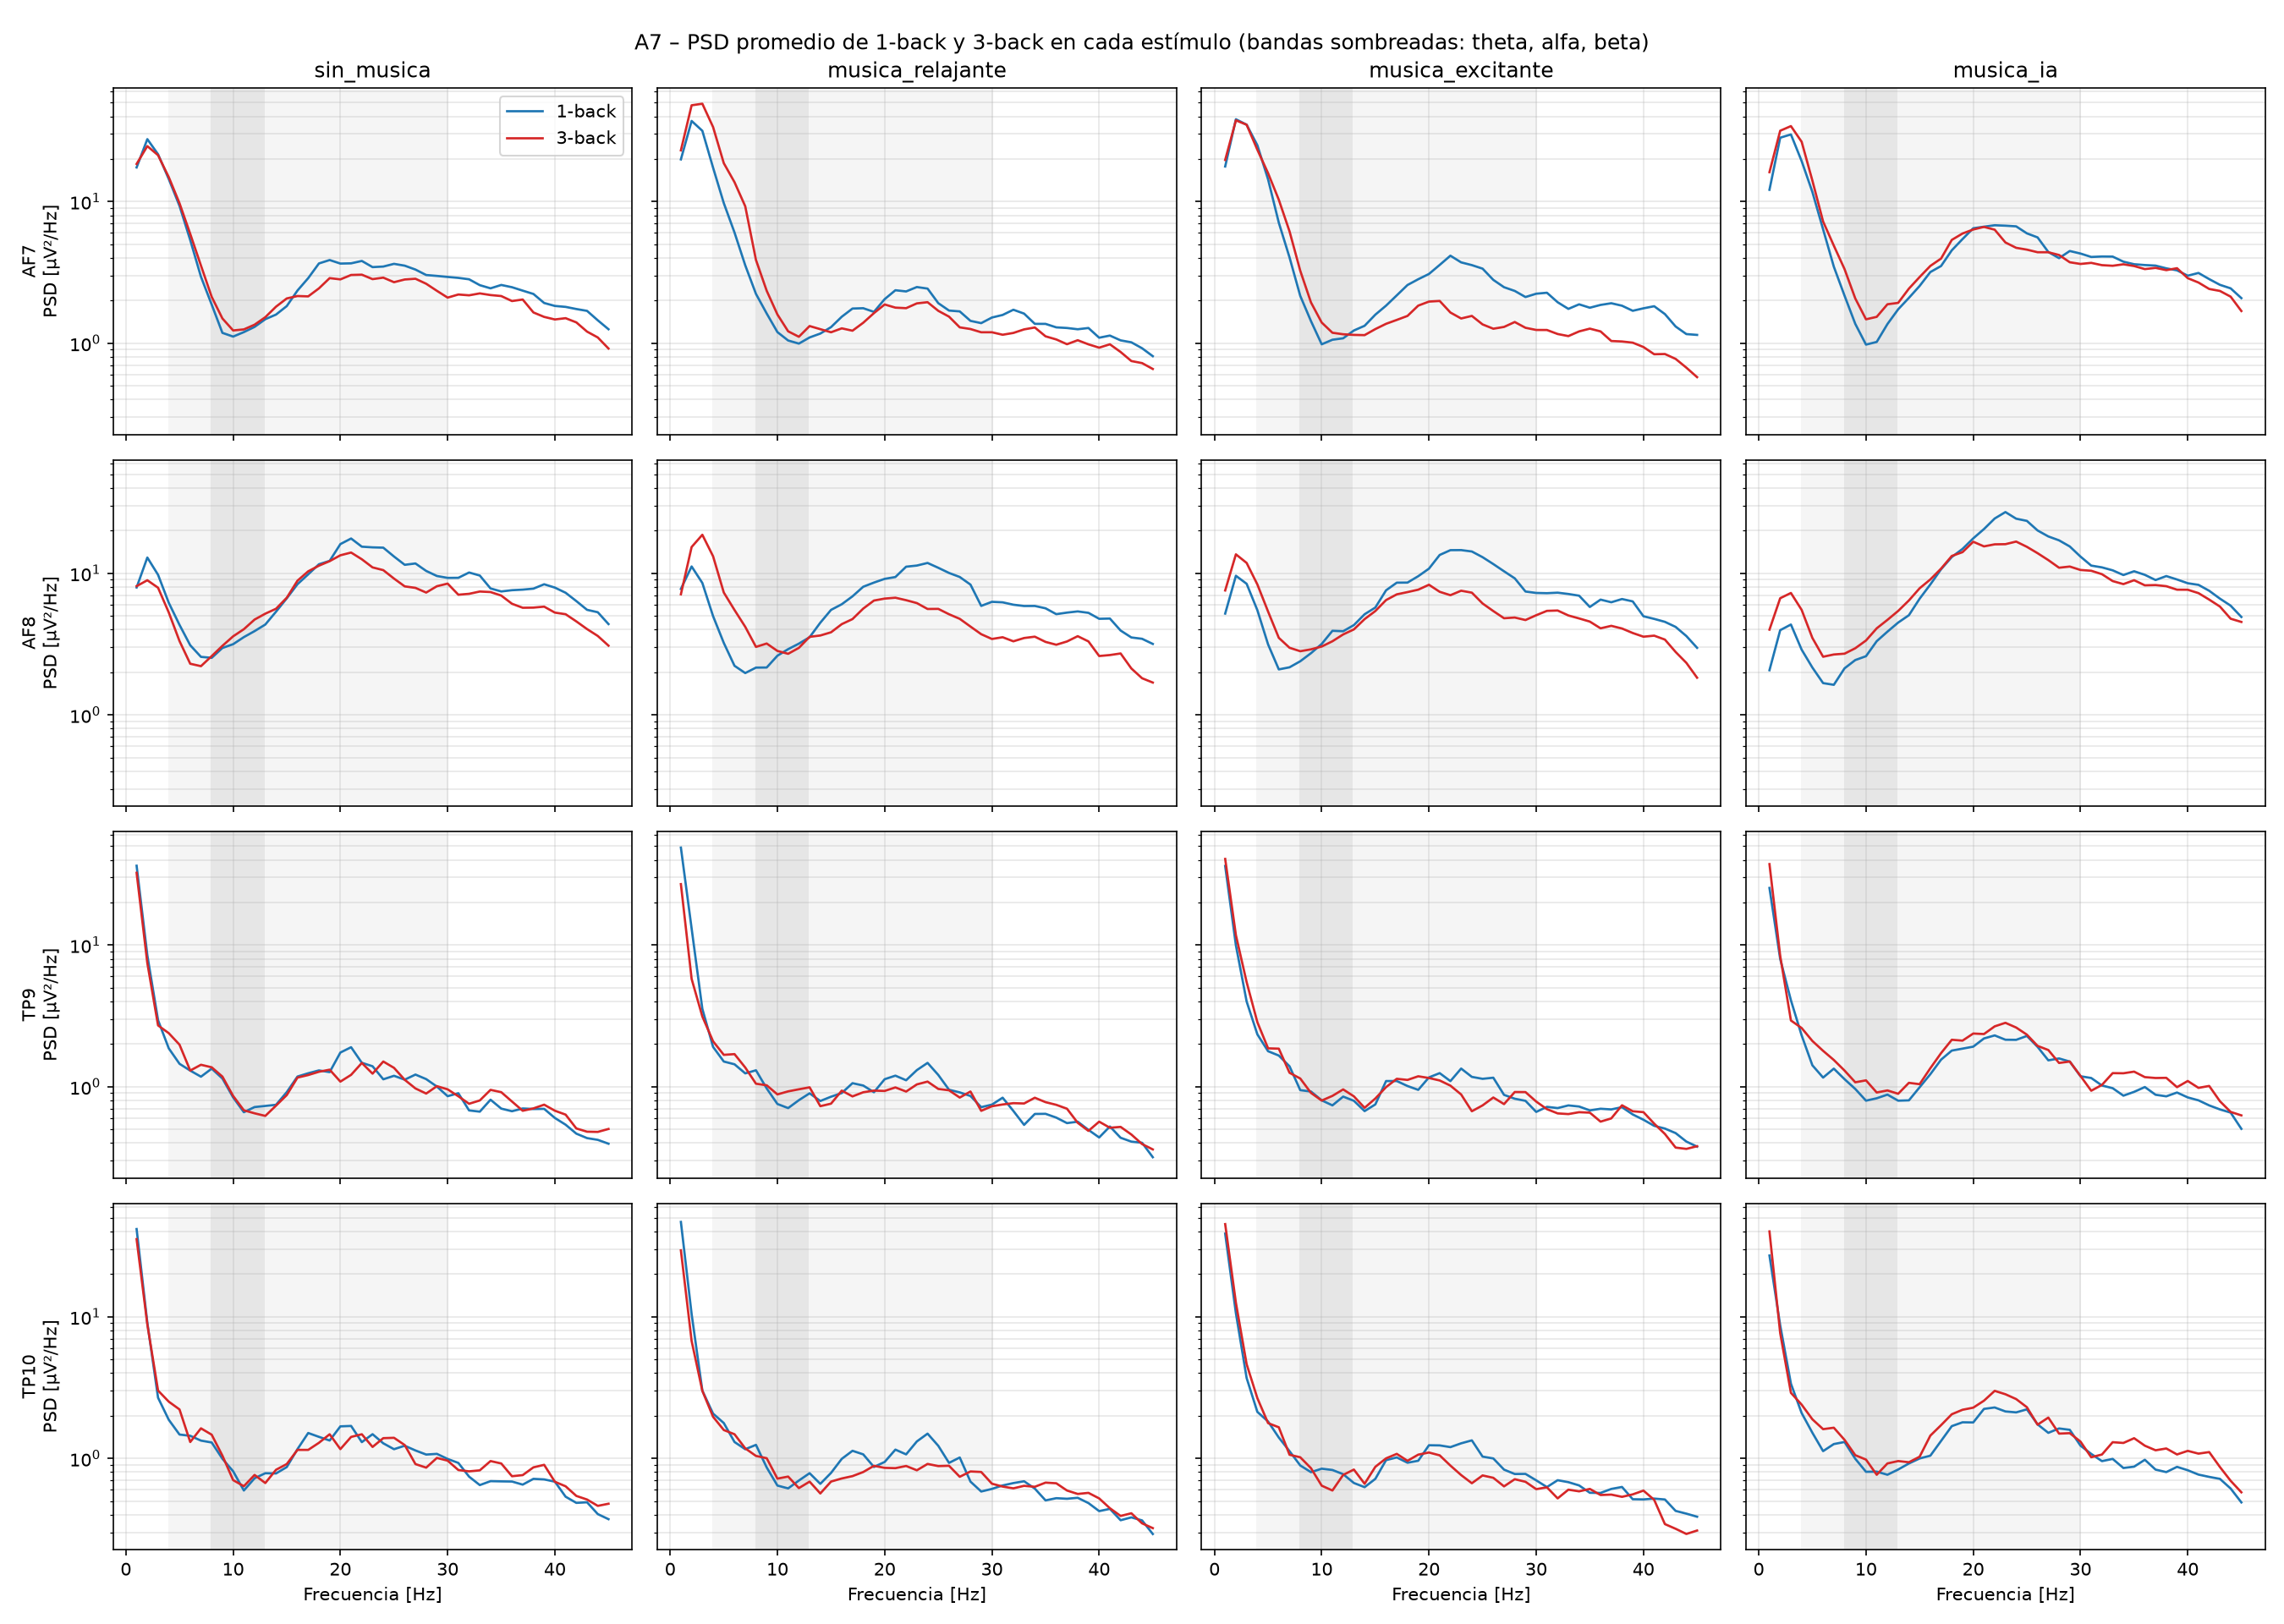 A7 – PSD promedio de 1-back y 3-back en cada estímulo (bandas sombreadas: theta, alfa, beta)
sin_musica
musica_relajante
musica_excitante
musica_ia
1-back
3-back
AF7
PSD [µV²/Hz]
10¹
10⁰
AF8
PSD [µV²/Hz]
10¹
10⁰
TP9
PSD [µV²/Hz]
10¹
10⁰
TP10
PSD [µV²/Hz]
10¹
10⁰
0 10 20 30 40
0 10 20 30 40
0 10 20 30 40
0 10 20 30 40
Frecuencia [Hz]
Frecuencia [Hz]
Frecuencia [Hz]
Frecuencia [Hz]